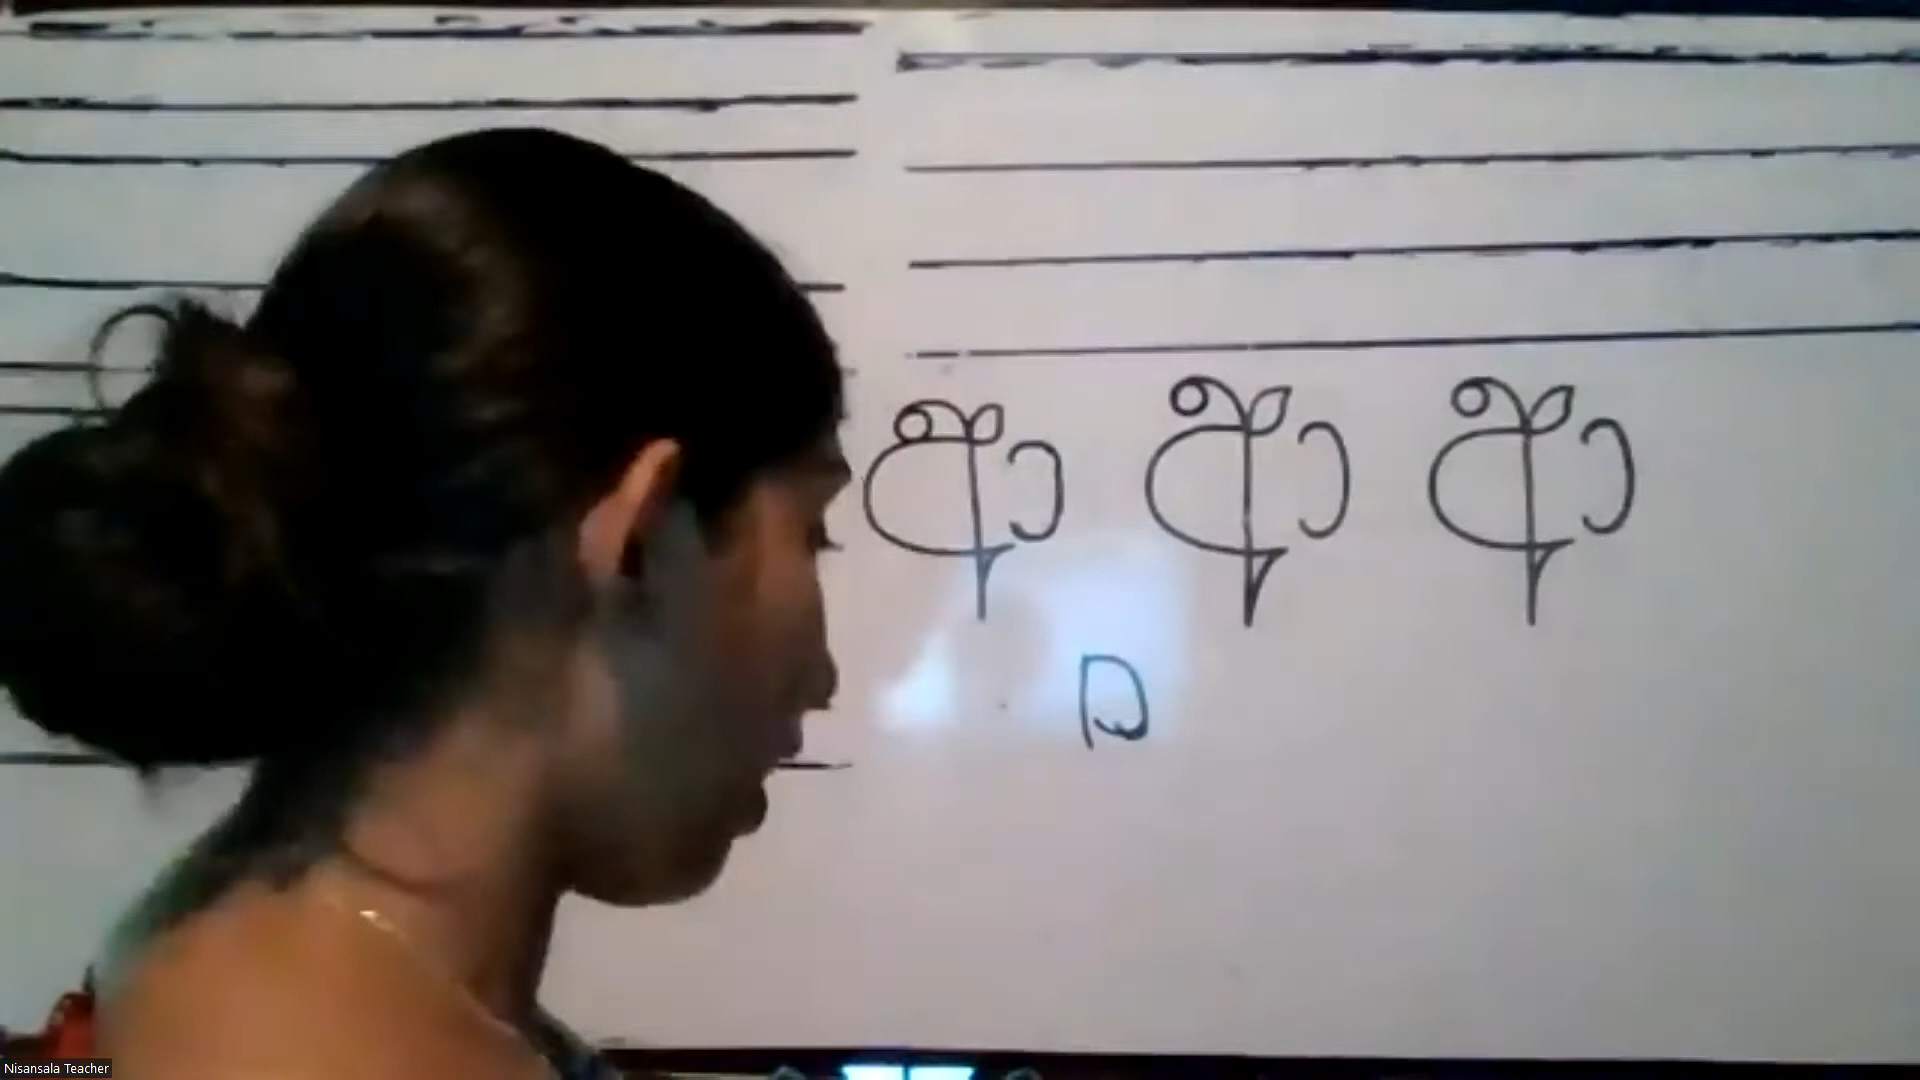 ආ ආ ආ
Nisansala Teacher